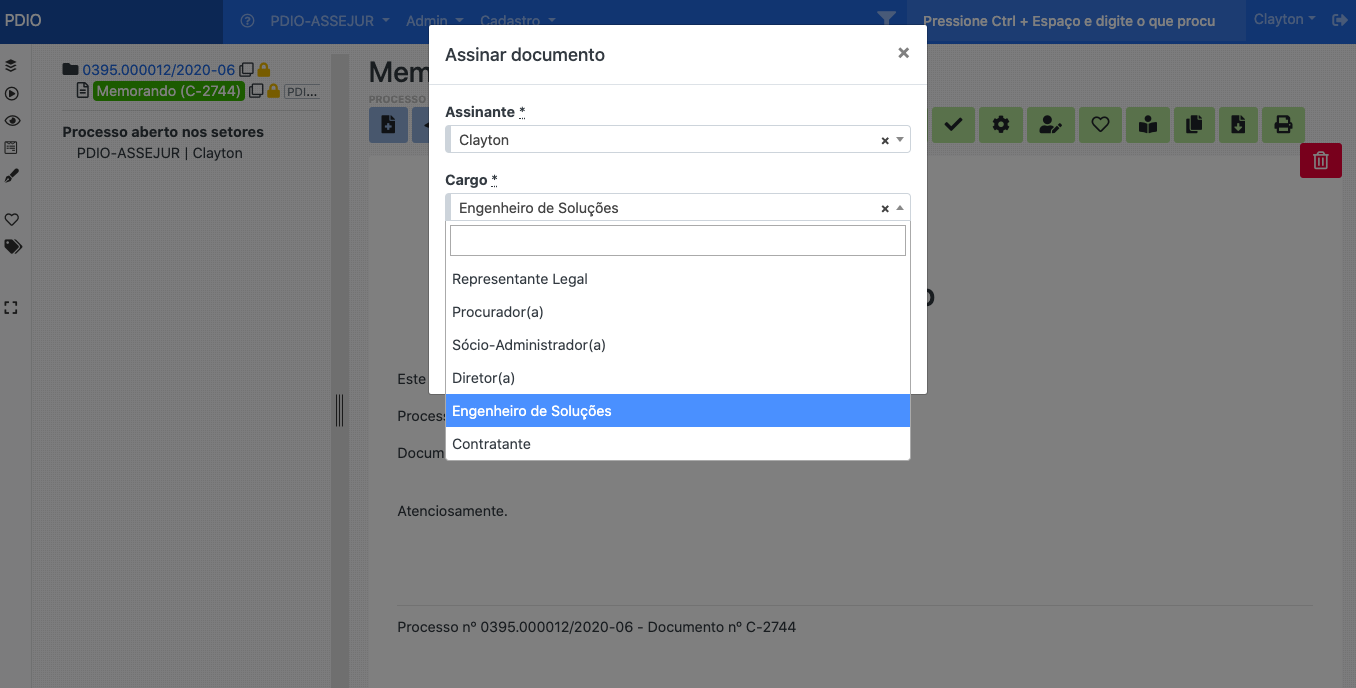 PDIO
PDIO-ASSEJUR
Admin
Cadastro
Pressione Ctrl + Espaço e digite o que procu
Clayton
0395.000012/2020-06
Memorando (C-2744)
PDI...
Processo aberto nos setores
PDIO-ASSEJUR | Clayton
Mem
PROCESSO
Assinar documento
×
Assinante *
Clayton
×
Cargo *
Engenheiro de Soluções
×
Representante Legal
Procurador(a)
Sócio-Administrador(a)
Diretor(a)
Engenheiro de Soluções
Contratante
Este
Process
Docum
Atenciosamente.
Processo nº 0395.000012/2020-06 - Documento nº C-2744